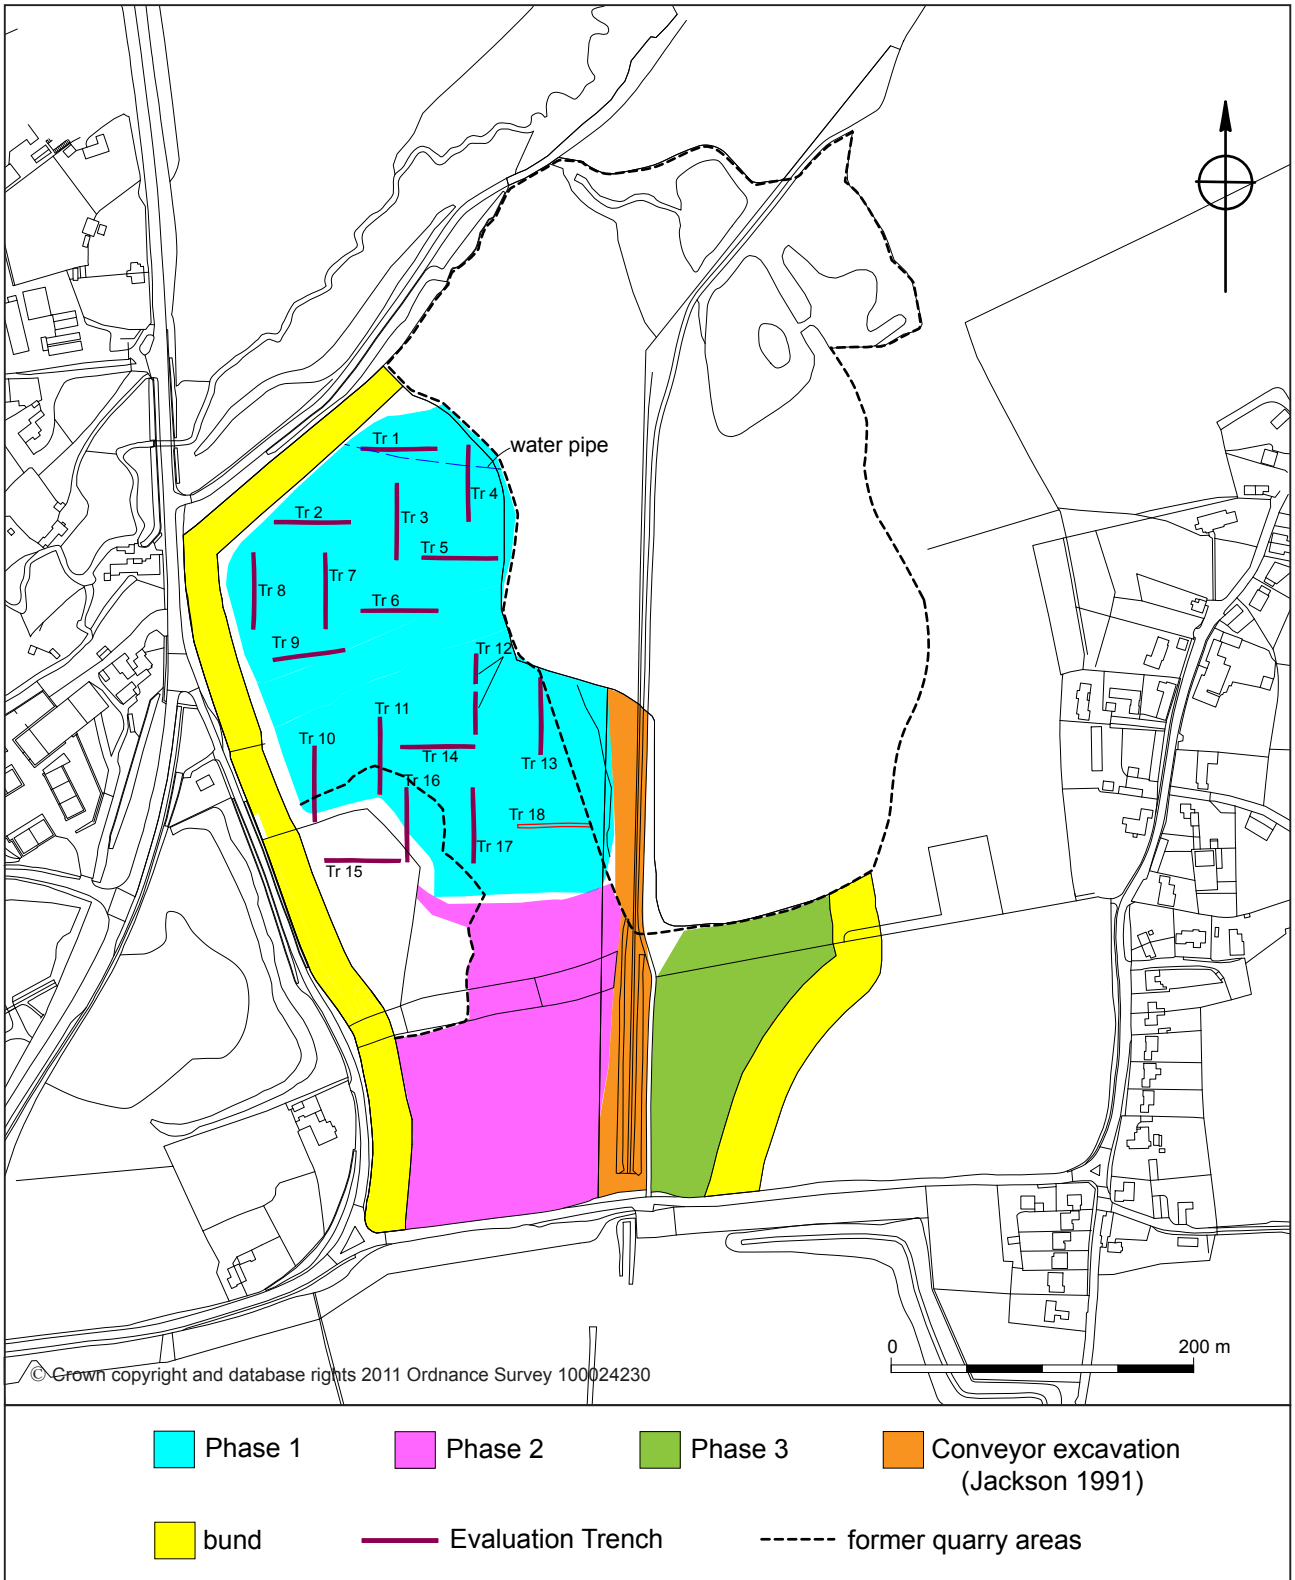 Tr 1
water pipe
Tr 4
Tr 2
Tr 3
Tr 5
Tr 8
Tr 7
Tr 6
Tr 9
Tr 12
Tr 11
Tr 10
Tr 14
Tr 13
Tr 16
Tr 18
Tr 17
Tr 15
0
200 m
© Crown copyright and database rights 2011 Ordnance Survey 100024230
Phase 1
Phase 2
Phase 3
Conveyor excavation
(Jackson 1991)
bund
Evaluation Trench
former quarry areas